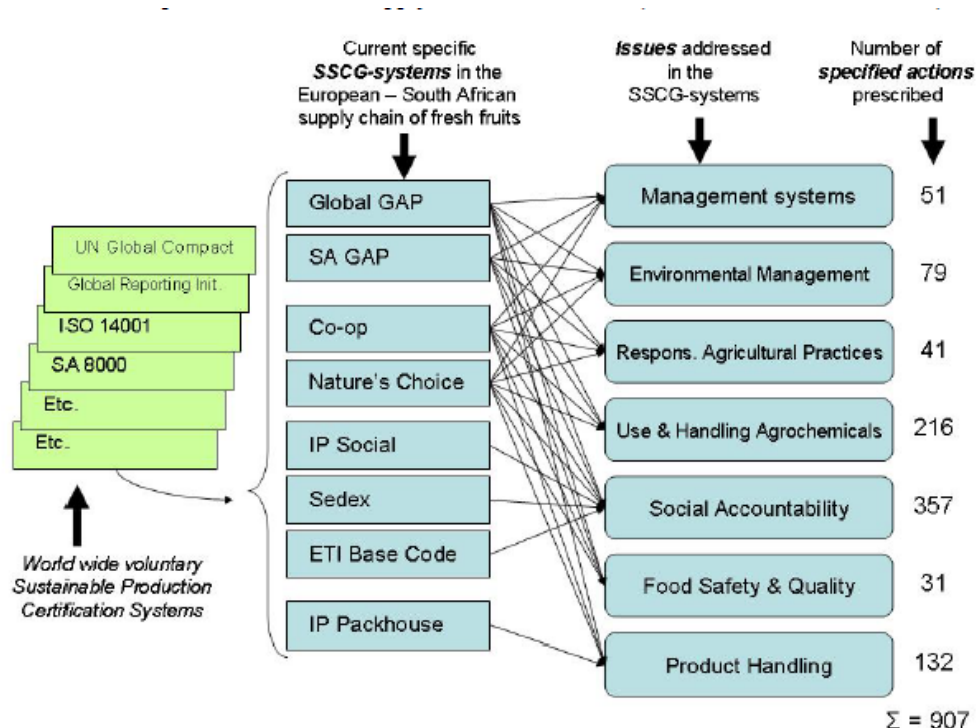 Current specific
SSCG-systems in the
European – South African
supply chain of fresh fruits
Issues addressed
in the
SSCG-systems
Number of
specified actions
prescribed
UN Global Compact
Global Reporting Init.
ISO 14001
SA 8000
Etc.
Etc.
World wide voluntary
Sustainable Production
Certification Systems
Global GAP
SA GAP
Co-op
Nature's Choice
IP Social
Sedex
ETI Base Code
IP Packhouse
Management systems
51
Environmental Management
79
Respons. Agricultural Practices
41
Use & Handling Agrochemicals
216
Social Accountability
357
Food Safety & Quality
31
Product Handling
132
Σ = 907